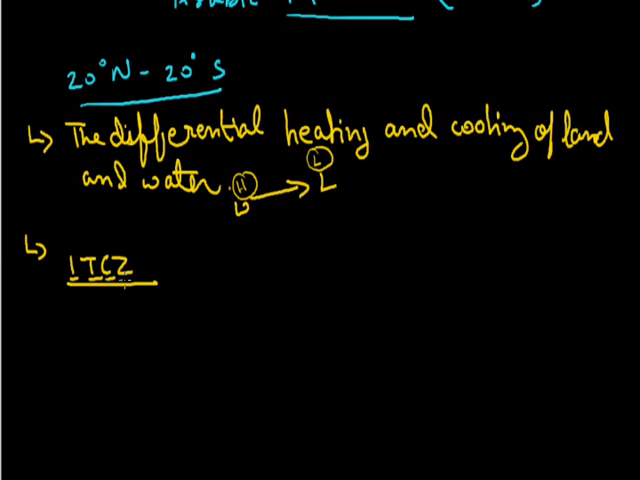 20°N - 20° S
↳ The differential heating and cooling of land
and water. (H) → (L)
W L
↳ ITCZ